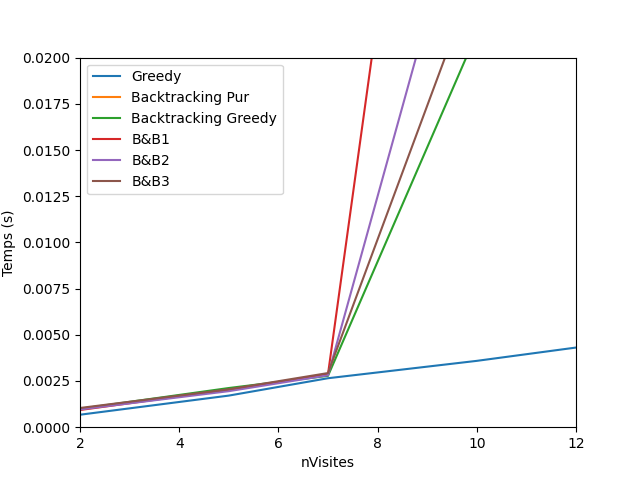 0.0200
0.0175
0.0150
0.0125
0.0100
0.0075
0.0050
0.0025
0.0000
Temps (s)
Greedy
Backtracking Pur
Backtracking Greedy
B&B1
B&B2
B&B3
2 4 6 8 10 12
nVisites